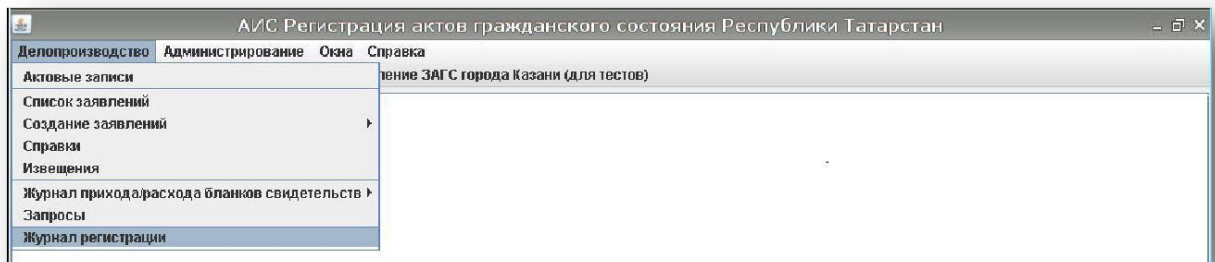 АИС Регистрация актов гражданского состояния Республики Татарстан
Делопроизводство Администрирование Окна Справка
ление ЗАГС города Казани (для тестов)
Актовые записи
Список заявлений
Создание заявлений
Справки
Извещения
Журнал прихода/расхода бланков свидетельств
Запросы
Журнал регистрации